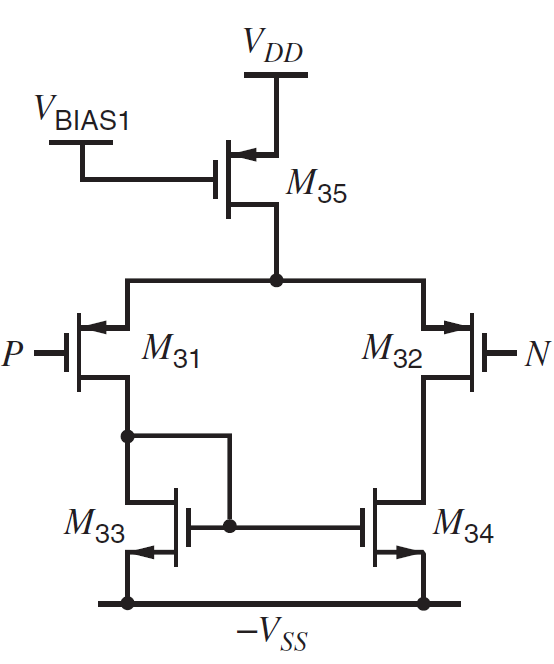 V_DD
V_BIAS1
M_35
P M_31 M_32 N
M_33 M_34
–V_SS